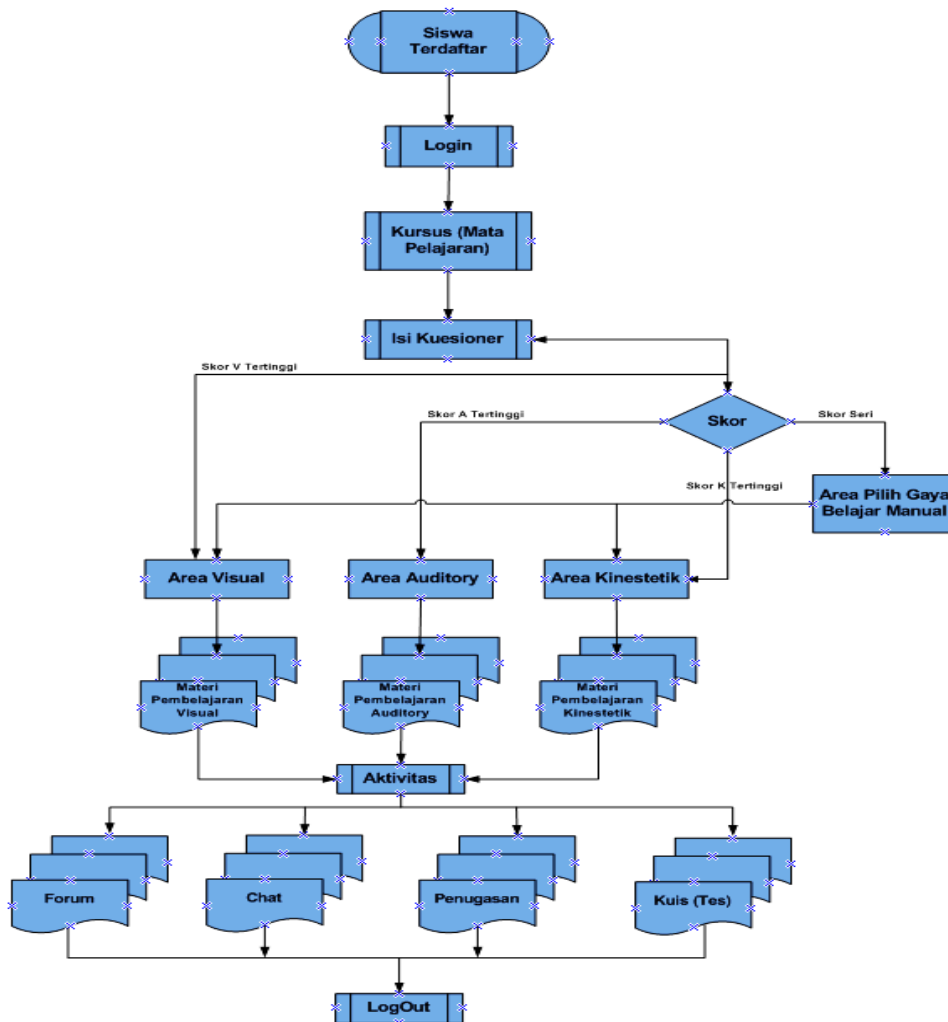 Siswa
Terdaftar
Login
Kursus (Mata
Pelajaran)
Isi Kuesioner
Skor V Tertinggi
Skor A Tertinggi
Skor
Skor Seri
Skor K Tertinggi
Area Pilih Gaya
Belajar Manual
Area Visual
Area Auditory
Area Kinestetik
Materi
Pembelajaran
Visual
Materi
Pembelajaran
Auditory
Materi
Pembelajaran
Kinestetik
Aktivitas
Forum
Chat
Penugasan
Kuis (Tes)
LogOut